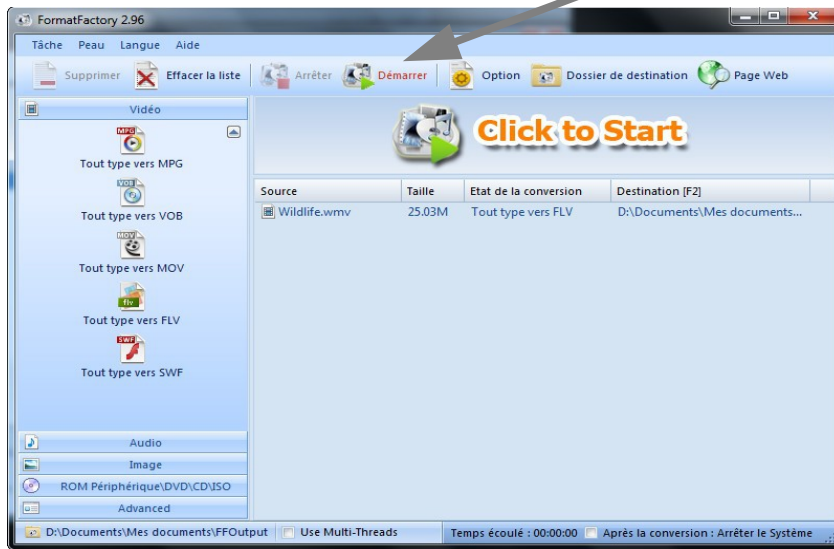 FormatFactory 2.96
Tâche Peau Langue Aide
Supprimer Effacer la liste Arrêter Démarrer Option Dossier de destination Page Web
Vidéo
MPG
Tout type vers MPG
VOB
Tout type vers VOB
MOV
Tout type vers MOV
flv
Tout type vers FLV
SWF
Tout type vers SWF
Audio
Image
ROM Périphérique\DVD\CD\ISO
Advanced
Click to Start
Source Taille Etat de la conversion Destination [F2]
Wildlife.wmv 25.03M Tout type vers FLV D:\Documents\Mes documents...
D:\Documents\Mes documents\FFOutput Use Multi-Threads Temps écoulé : 00:00:00 Après la conversion : Arrêter le Système